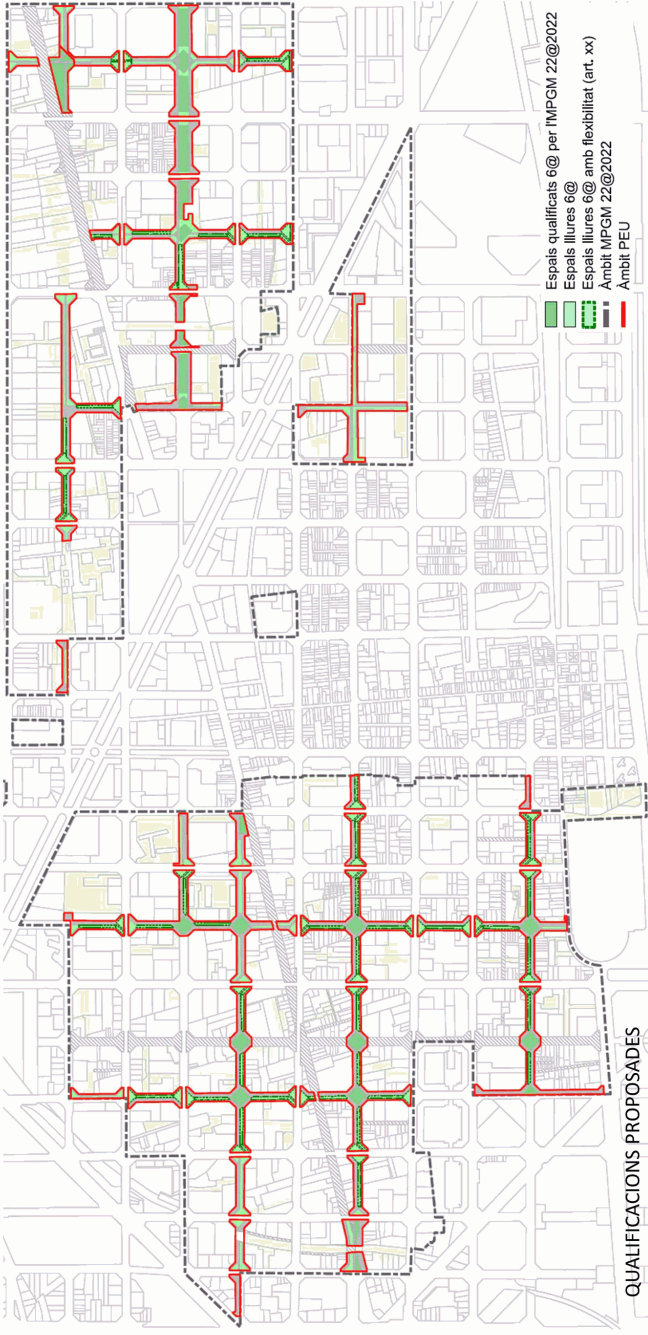 QUALIFICACIONS PROPOSADES
Espais qualificats 6@ per l'MPGM 22@2022
Espais lliures 6@
Espais lliures 6@ amb flexibilitat (art. xx)
Àmbit MPGM 22@2022
Àmbit PEU